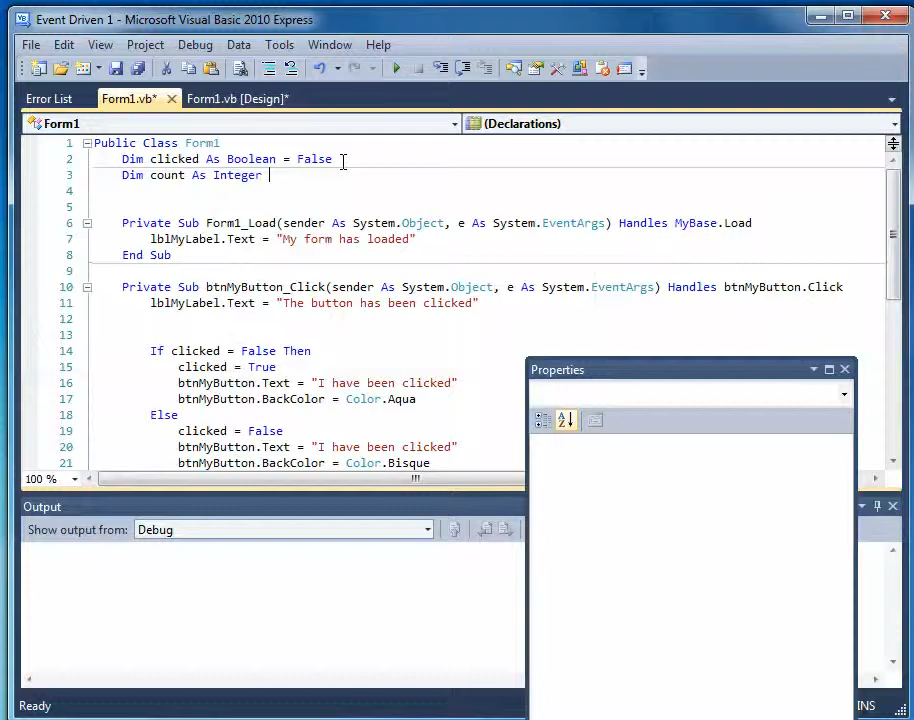 Event Driven 1 - Microsoft Visual Basic 2010 Express
File Edit View Project Debug Data Tools Window Help
Error List Form1.vb* Form1.vb [Design]*
Form1 (Declarations)
1 Public Class Form1
2 Dim clicked As Boolean = False
3 Dim count As Integer
4
5
6 Private Sub Form1_Load(sender As System.Object, e As System.EventArgs) Handles MyBase.Load
7 lblMyLabel.Text = "My form has loaded"
8 End Sub
9
10 Private Sub btnMyButton_Click(sender As System.Object, e As System.EventArgs) Handles btnMyButton.Click
11 lblMyLabel.Text = "The button has been clicked"
12
13
14 If clicked = False Then
15 clicked = True
16 btnMyButton.Text = "I have been clicked"
17 btnMyButton.BackColor = Color.Aqua
18 Else
19 clicked = False
20 btnMyButton.Text = "I have been clicked"
21 btnMyButton.BackColor = Color.Bisque
100 %
Properties
Output
Show output from: Debug
Ready INS